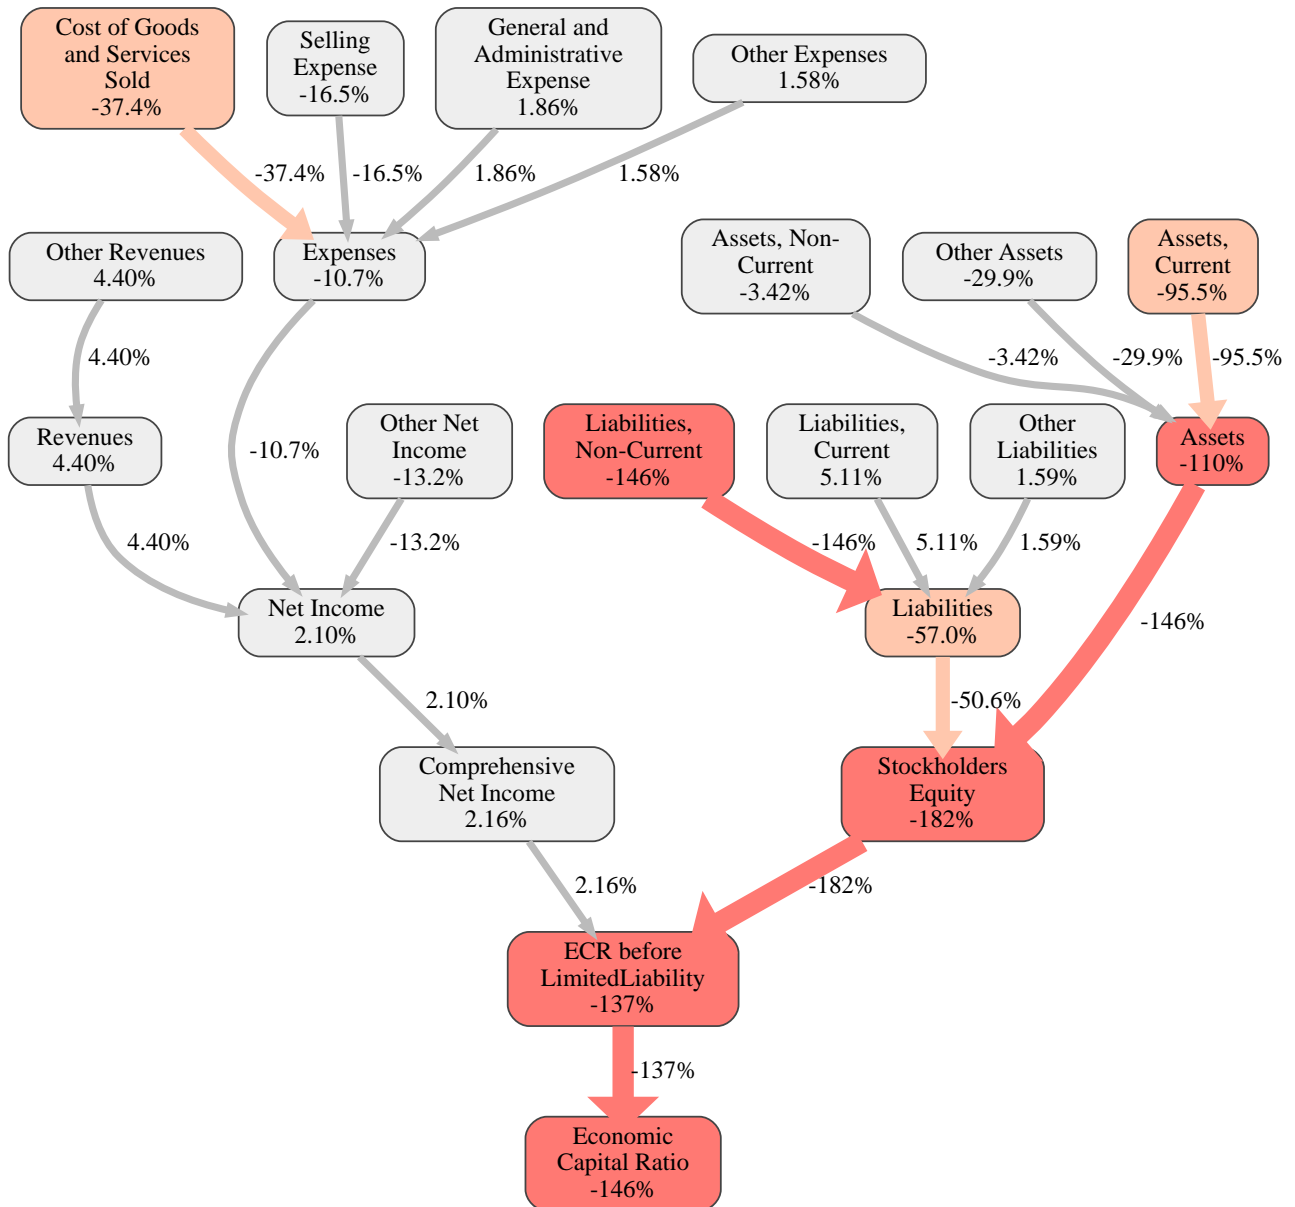 Cost of Goods
and Services
Sold
-37.4%
Selling
Expense
-16.5%
General and
Administrative
Expense
1.86%
Other Expenses
1.58%
-37.4%
-16.5%
1.86%
1.58%
Other Revenues
4.40%
Expenses
-10.7%
Assets, Non-
Current
-3.42%
Other Assets
-29.9%
Assets,
Current
-95.5%
4.40%
-3.42%
-29.9%
-95.5%
Revenues
4.40%
-10.7%
Other Net
Income
-13.2%
Liabilities,
Non-Current
-146%
Liabilities,
Current
5.11%
Other
Liabilities
1.59%
Assets
-110%
4.40%
-13.2%
-146%
5.11%
1.59%
Net Income
2.10%
Liabilities
-57.0%
-146%
2.10%
-50.6%
Comprehensive
Net Income
2.16%
Stockholders
Equity
-182%
2.16%
-182%
ECR before
LimitedLiability
-137%
-137%
Economic
Capital Ratio
-146%